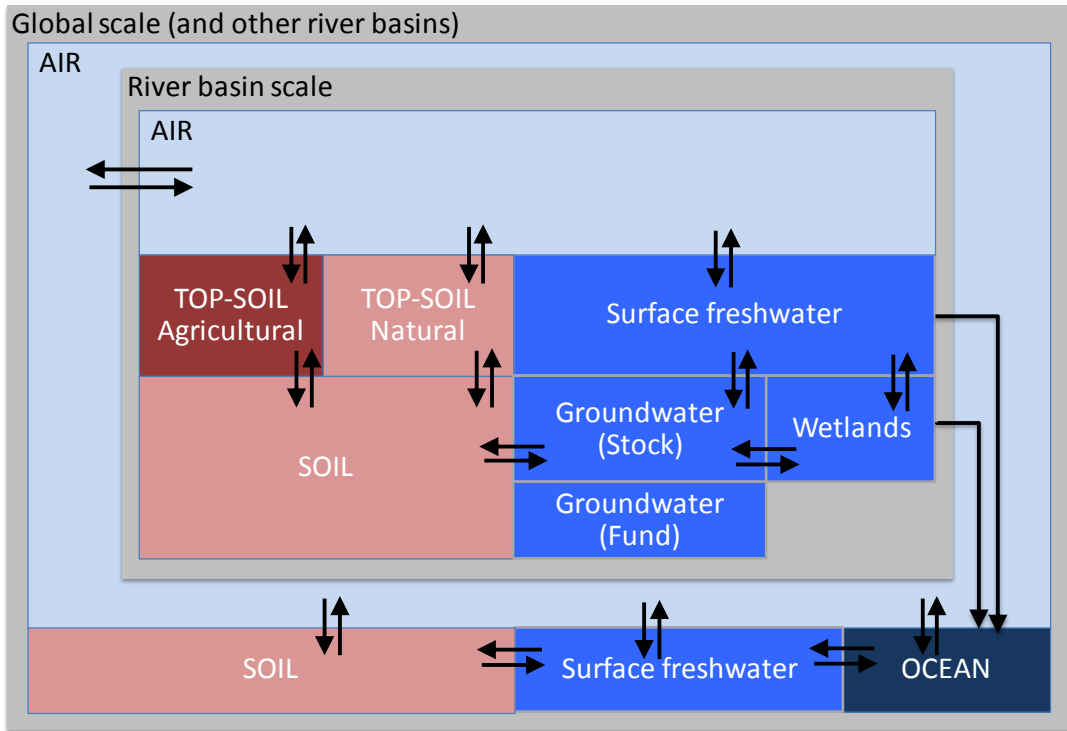 Global scale (and other river basins)
AIR
River basin scale
AIR
TOP-SOIL
Agricultural
TOP-SOIL
Natural
Surface freshwater
SOIL
Groundwater
(Stock)
Wetlands
Groundwater
(Fund)
SOIL
Surface freshwater
OCEAN